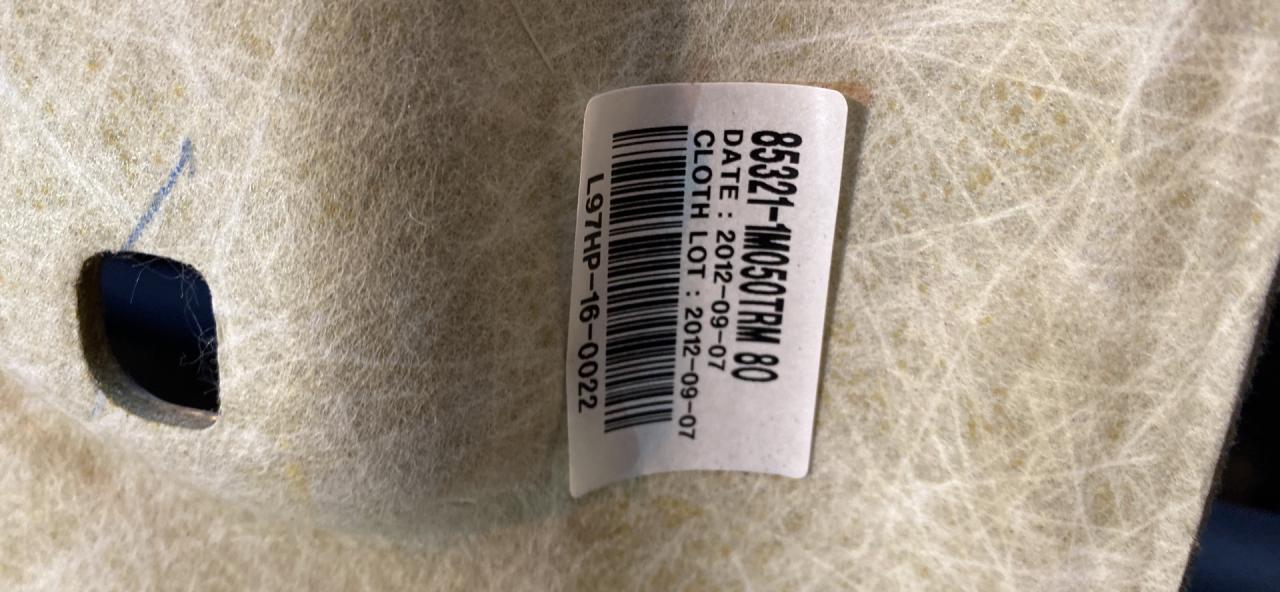 85321-1M050TRM 80
DATE : 2012-09-07
CLOTH LOT : 2012-09-07
L97HP-16-0022